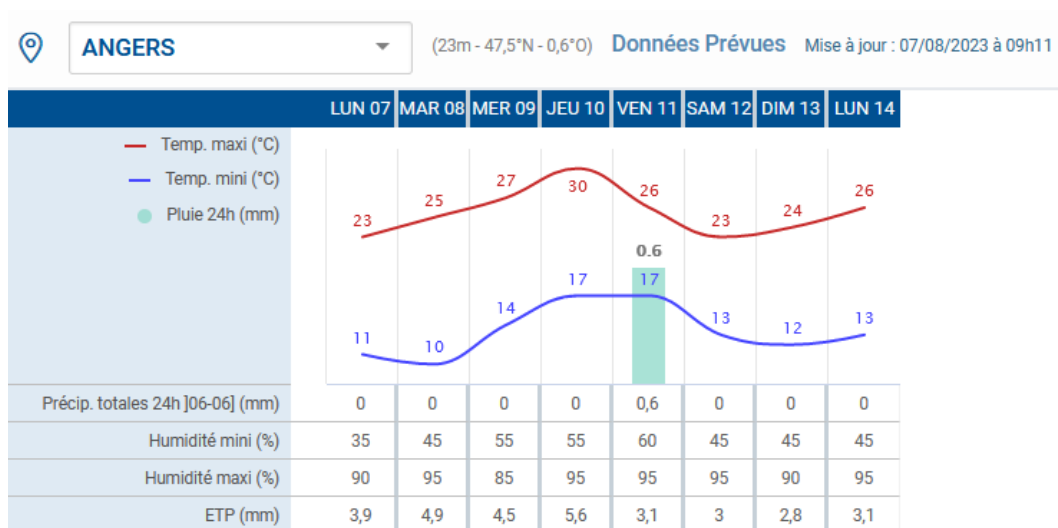 ANGERS (23m - 47,5°N - 0,6°O) Données Prévues Mise à jour : 07/08/2023 à 09h11
LUN 07 MAR 08 MER 09 JEU 10 VEN 11 SAM 12 DIM 13 LUN 14
Temp. maxi (°C)
Temp. mini (°C)
Pluie 24h (mm)
23 25 27 30 26 23 24 26
0.6
11 10 14 17 17 13 12 13
Précip. totales 24h ]06-06] (mm) 0 0 0 0 0,6 0 0 0
Humidité mini (%) 35 45 55 55 60 45 45 45
Humidité maxi (%) 90 95 85 95 95 95 90 95
ETP (mm) 3,9 4,9 4,5 5,6 3,1 3 2,8 3,1